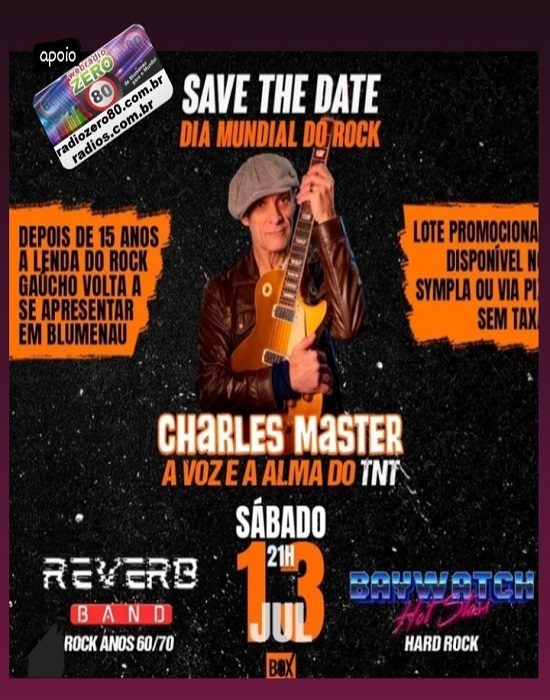 apoio
webradio
ZERO
80
radiozero80.com.br
radios.com.br
SAVE THE DATE
DIA MUNDIAL DO ROCK
DEPOIS DE 15 ANOS
A LENDA DO ROCK
GAÚCHO VOLTA A
SE APRESENTAR
EM BLUMENAU
LOTE PROMOCIONA
DISPONÍVEL N
SYMPLA OU VIA PI
SEM TAX
CHARLES MASTER
A VOZ E A ALMA DO TNT
SÁBADO
21H
13
JUL
REVERB
BAND
ROCK ANOS 60/70
BAYWATCH
Hot Stars
HARD ROCK
BOX